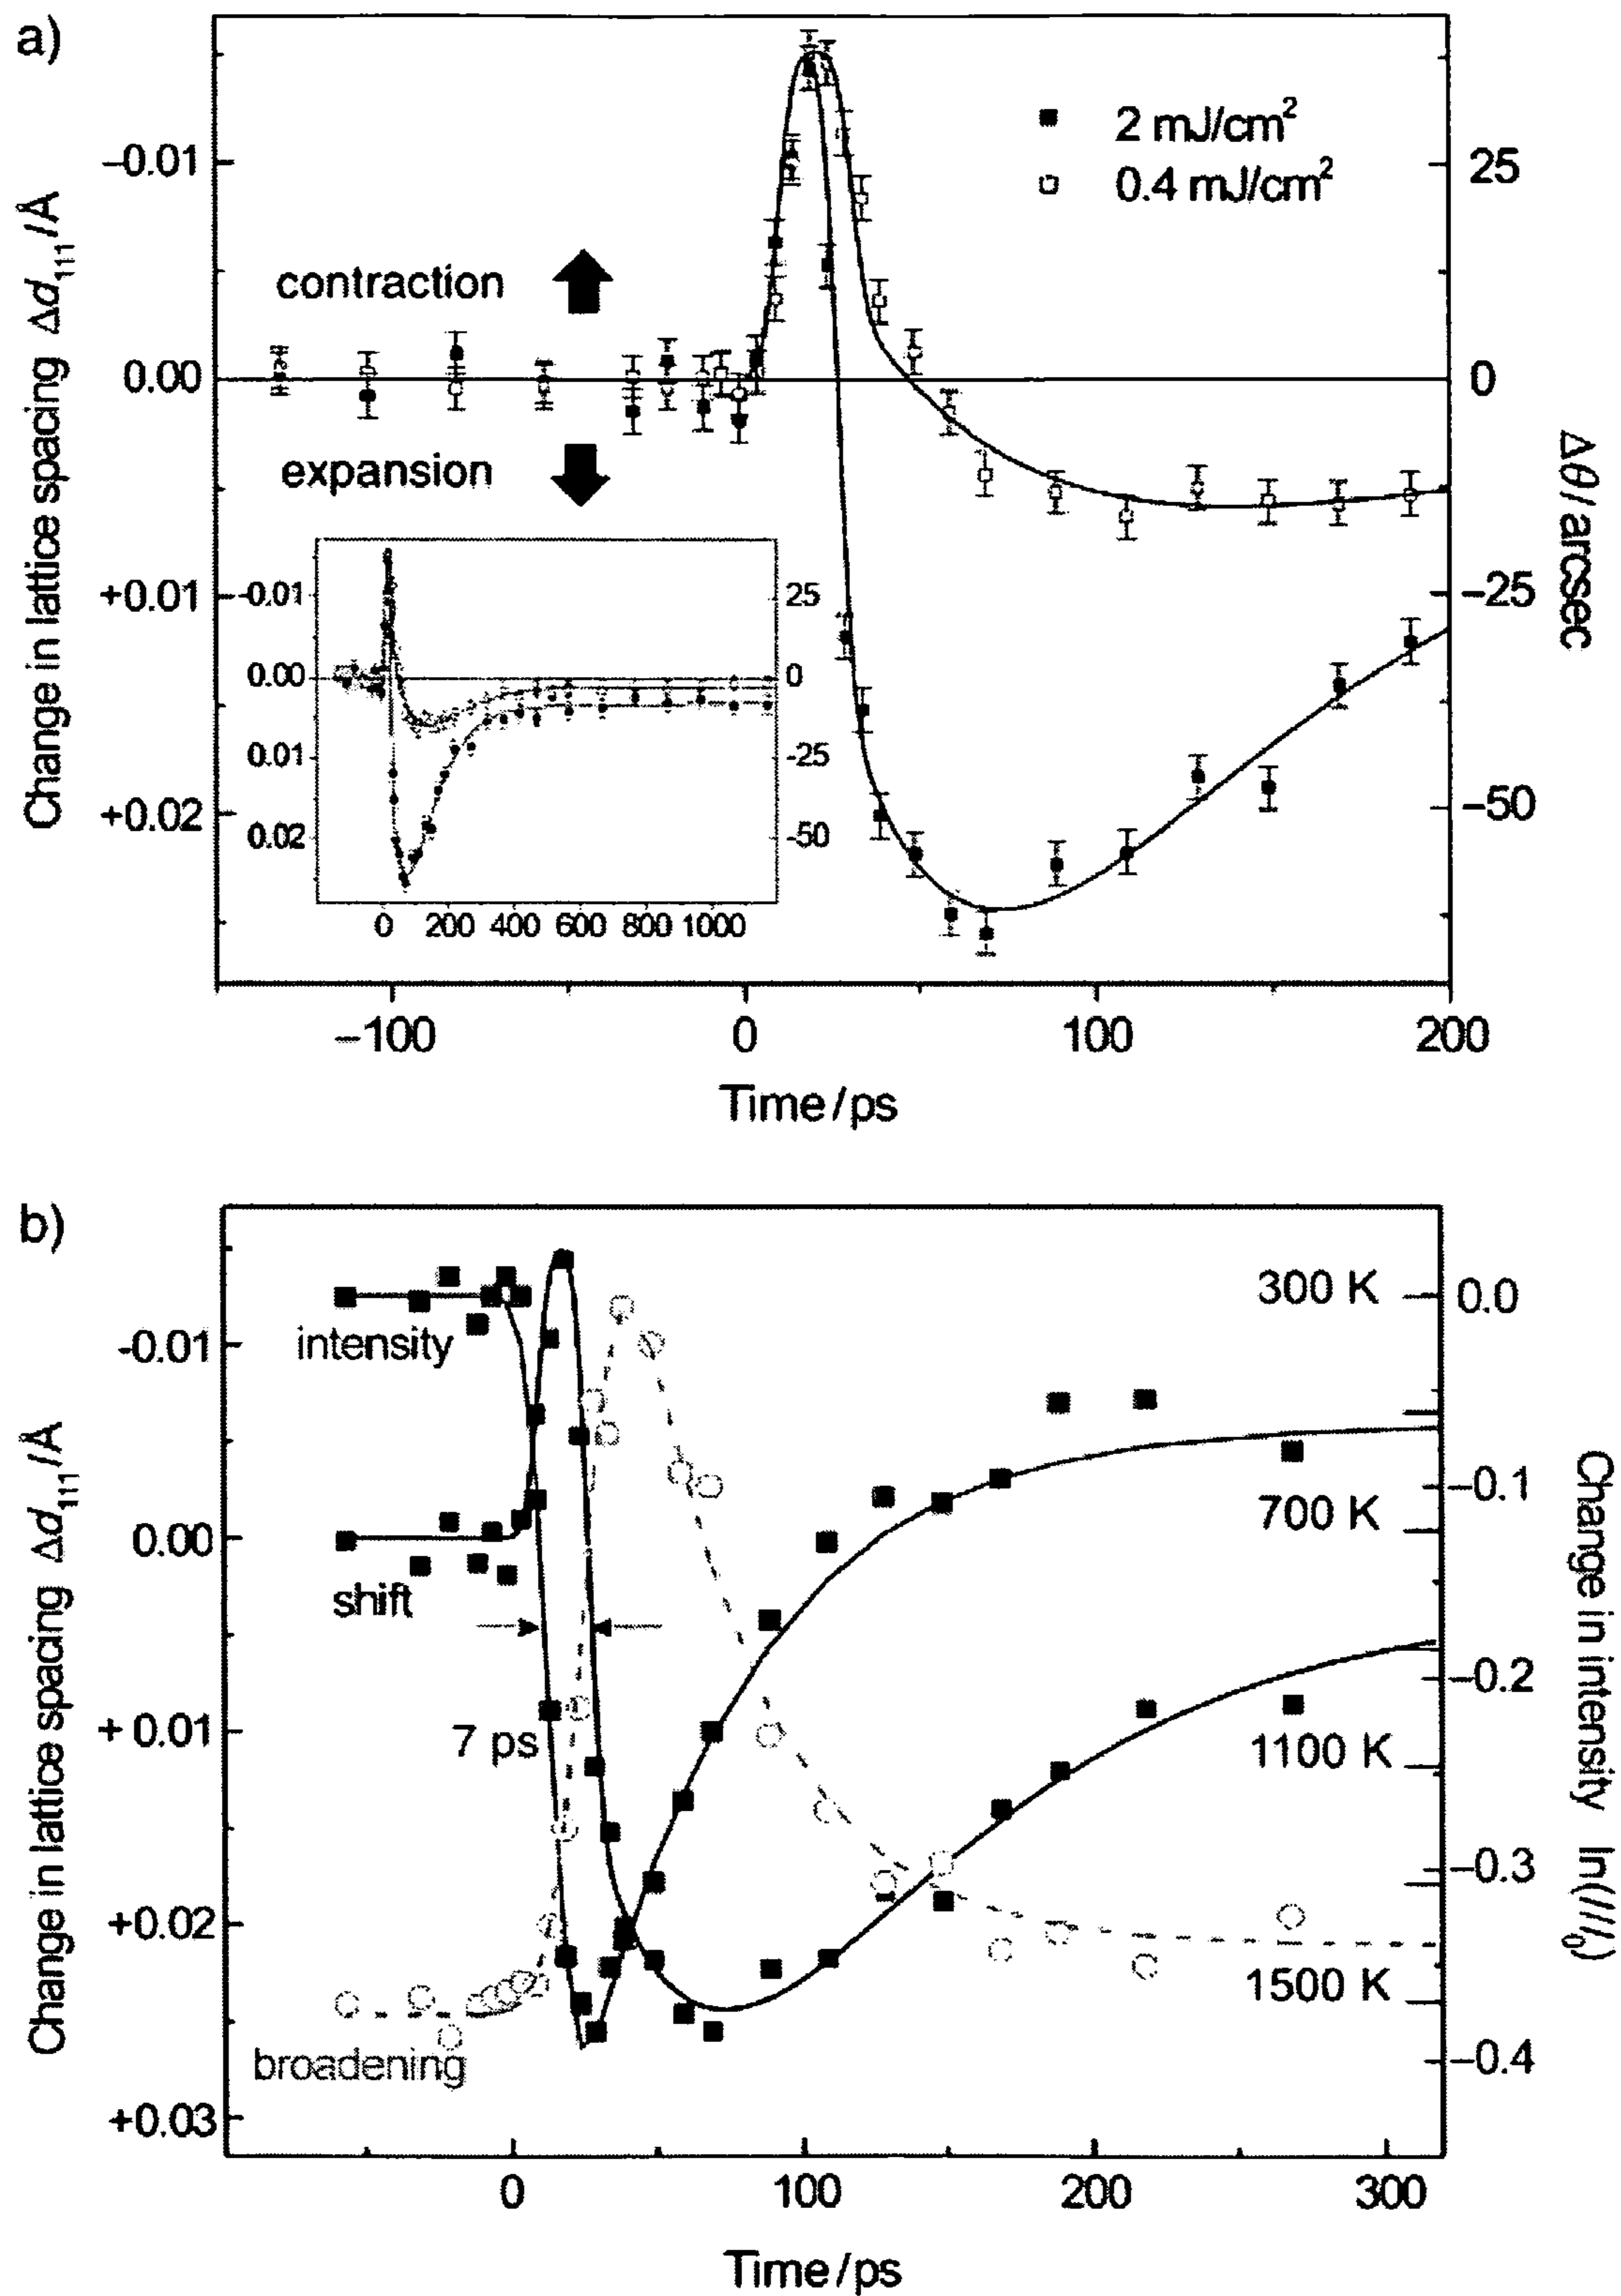 a)
2 mJ/cm²
0.4 mJ/cm²
contraction
expansion
Change in lattice spacing Δd₁₁₁/Å
−0.01
0.00
+0.01
+0.02
25
0
−25
−50
Δθ/arcsec
-0.01
0.00
0.01
0.02
25
0
-25
-50
0 200 400 600 800 1000
−100 0 100 200
Time/ps
b)
Change in lattice spacing Δd₁₁₁/Å
-0.01
0.00
+0.01
+0.02
+0.03
intensity
shift
7 ps
broadening
300 K
700 K
1100 K
1500 K
0.0
−0.1
−0.2
−0.3
−0.4
Change in intensity ln(I/I₀)
0 100 200 300
Time/ps